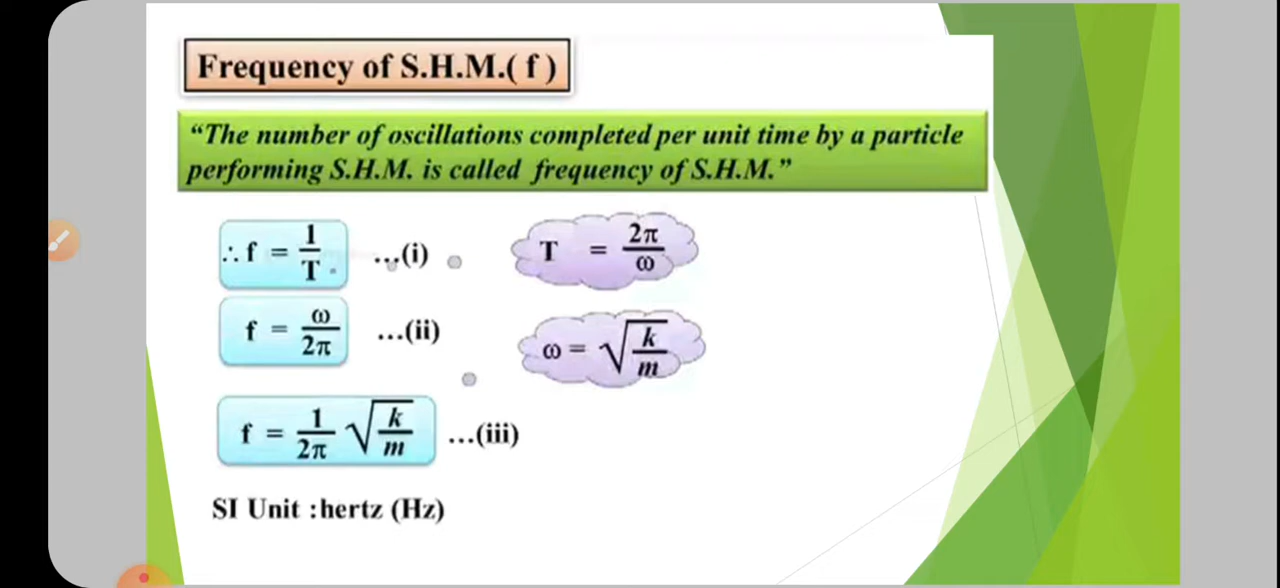 Frequency of S.H.M.( f )
“The number of oscillations completed per unit time by a particle
performing S.H.M. is called frequency of S.H.M.”
∴ f = 1/T ...(i)
T = 2π/ω
f = ω/2π ...(ii)
ω = √(k/m)
f = 1/2π √(k/m) ...(iii)
SI Unit :hertz (Hz)